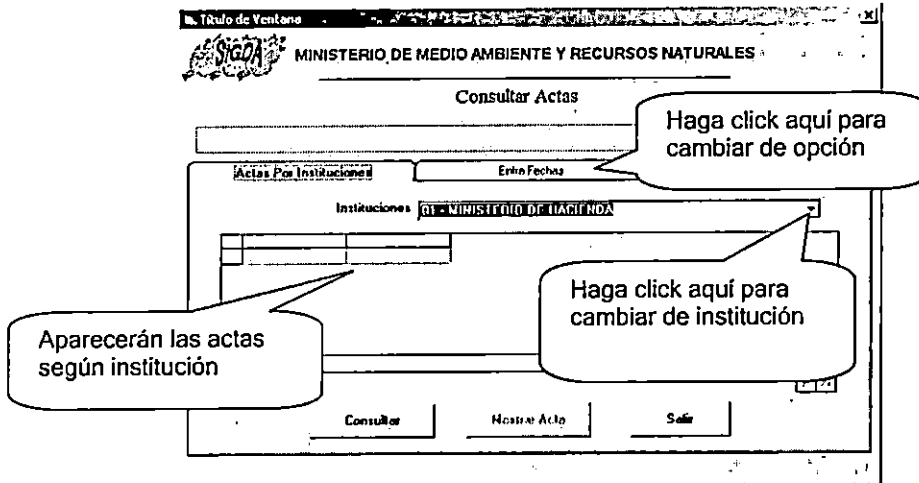 Título de Ventana
SIGDA
MINISTERIO DE MEDIO AMBIENTE Y RECURSOS NATURALES
Consultar Actas
Haga click aquí para
cambiar de opción
Actas Por Instituciones
Entre Fechas
Instituciones
01 - MINISTERIO DE HACIENDA
Haga click aquí para
cambiar de institución
Aparecerán las actas
según institución
Consultar
Mostrar Acta
Salir